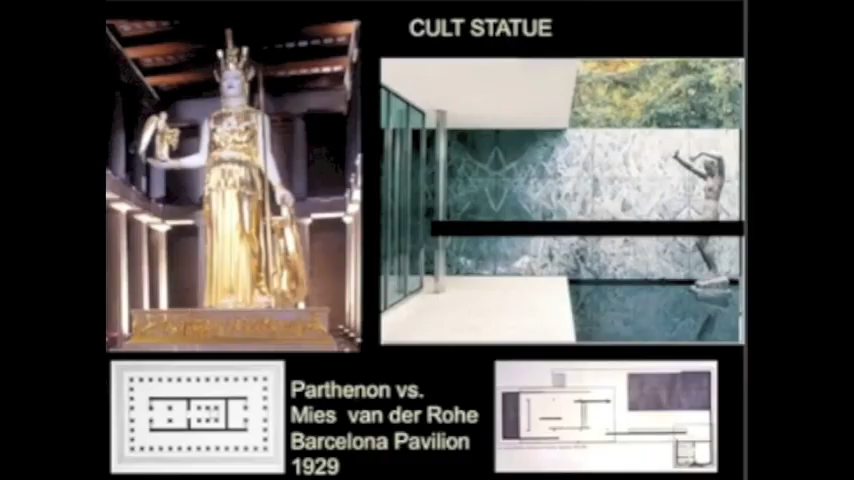 CULT STATUE
Parthenon vs.
Mies van der Rohe
Barcelona Pavilion
1929